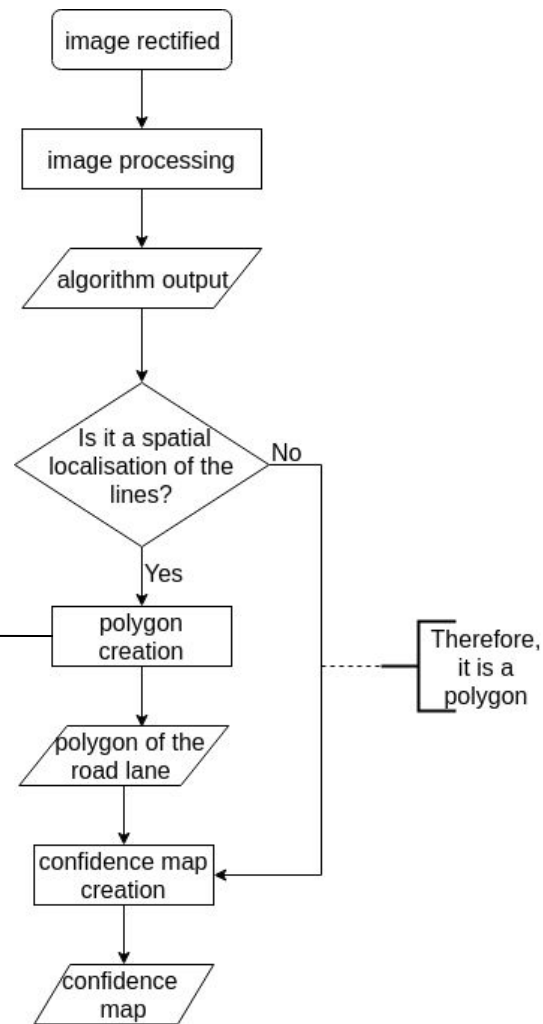 image rectified
image processing
algorithm output
Is it a spatial
localisation of the
lines?
No
Yes
polygon
creation
Therefore,
it is a
polygon
polygon of the
road lane
confidence map
creation
confidence
map